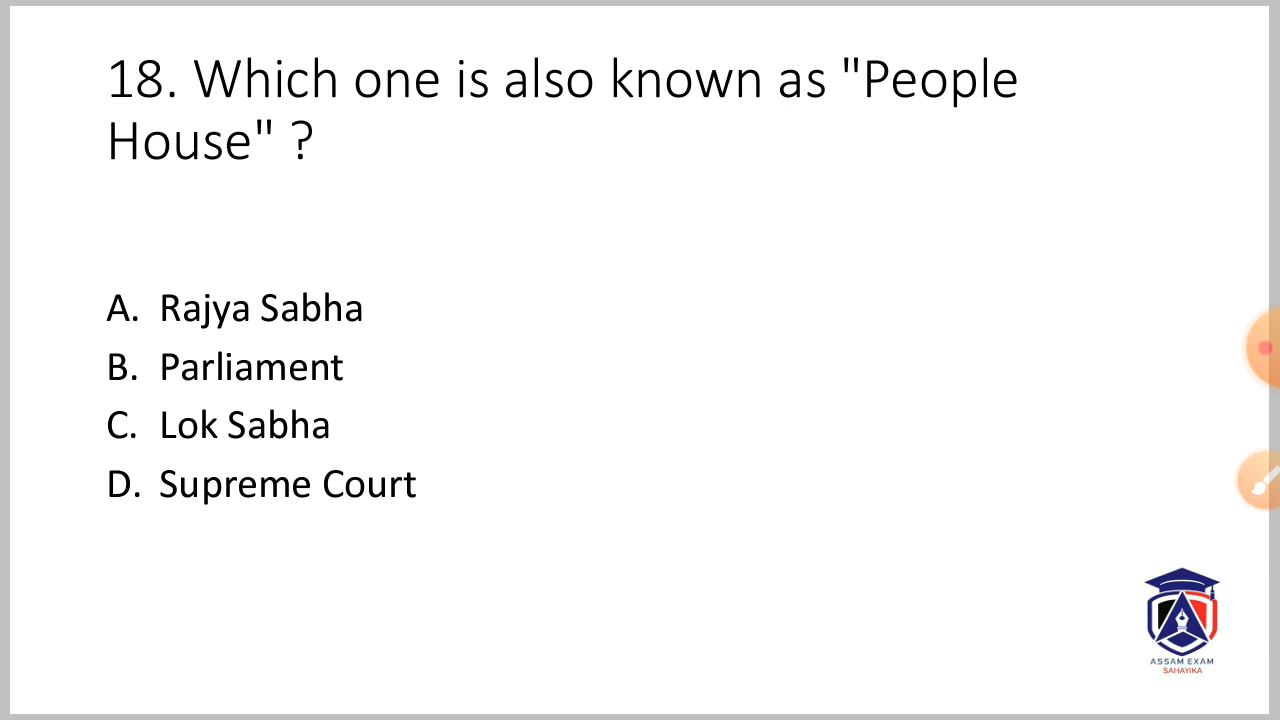 18. Which one is also known as "People
House" ?
A. Rajya Sabha
B. Parliament
C. Lok Sabha
D. Supreme Court
ASSAM EXAM
SAHAYIKA